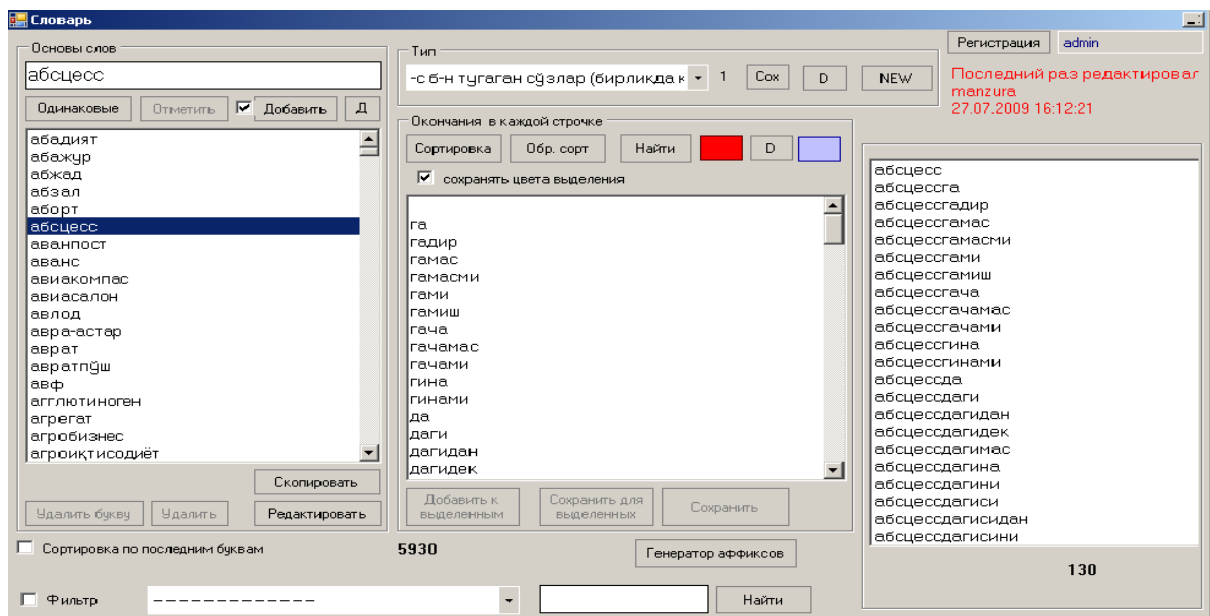 Словарь
Основы слов
абсцесс
Одинаковые
Отметить
Добавить
Д
абадият
абажур
абжад
абзал
аборт
абсцесс
аванпост
аванс
авиакомпас
авиасалон
авлод
авра-астар
аврат
авратпўш
авф
агглютиноген
агрегат
агробизнес
агроиқтисодиёт
Скопировать
Удалить букву
Удалить
Редактировать
Сортировка по последним буквам
Фильтр
--------------
Найти
Тип
-с б-н тугаган сўзлар (бирликда к
1
Сох
D
NEW
Окончания в каждой строчке
Сортировка
Обр. сорт
Найти
D
сохранять цвета выделения
га
гадир
гамас
гамасми
гами
гамиш
гача
гачамас
гачами
гина
гинами
да
даги
дагидан
дагидек
Добавить к
выделенным
Сохранить для
выделенных
Сохранить
5930
Генератор аффиксов
Регистрация
admin
Последний раз редактировал
manzura
27.07.2009 16:12:21
абсцесс
абсцессга
абсцессгадир
абсцессгамас
абсцессгамасми
абсцессгами
абсцессгамиш
абсцессгача
абсцессгачамас
абсцессгачами
абсцессгина
абсцессгинами
абсцессда
абсцессдаги
абсцессдагидан
абсцессдагидек
абсцессдагимас
абсцессдагина
абсцессдагини
абсцессдагиси
абсцессдагисидан
абсцессдагисини
130